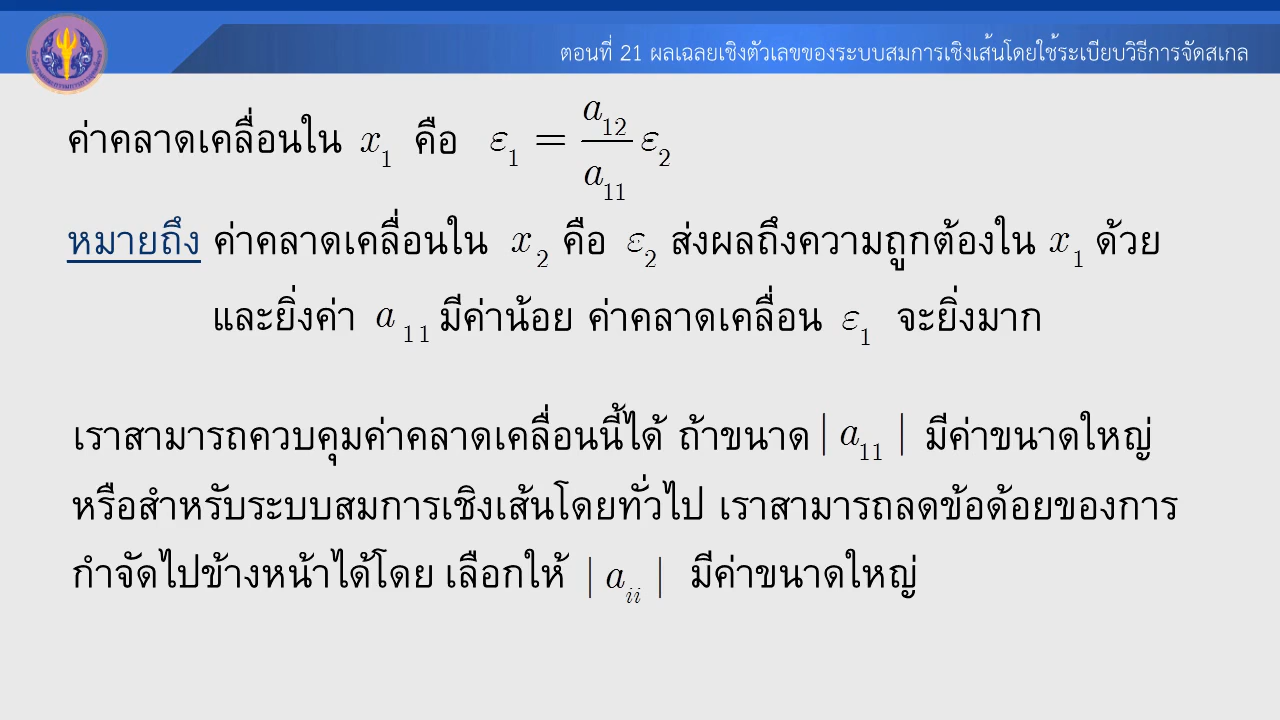 ตอนที่ 21 ผลเฉลยเชิงตัวเลขของระบบสมการเชิงเส้นโดยใช้ระเบียบวิธีการจัดสเกล
ค่าคลาดเคลื่อนใน x₁ คือ ε₁ = a₁₂/a₁₁ ε₂
หมายถึง ค่าคลาดเคลื่อนใน x₂ คือ ε₂ ส่งผลถึงความถูกต้องใน x₁ ด้วย
และยิ่งค่า a₁₁ มีค่าน้อย ค่าคลาดเคลื่อน ε₁ จะยิ่งมาก
เราสามารถควบคุมค่าคลาดเคลื่อนนี้ได้ ถ้าขนาด |a₁₁| มีค่าขนาดใหญ่
หรือสำหรับระบบสมการเชิงเส้นโดยทั่วไป เราสามารถลดข้อด้อยของการ
กำจัดไปข้างหน้าได้โดย เลือกให้ |aᵢᵢ| มีค่าขนาดใหญ่